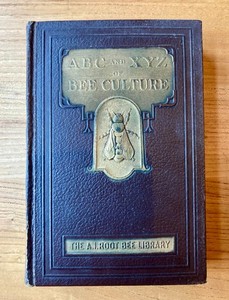 ABC AND XYZ
OF
BEE CULTURE
THE A.I. ROOT BEE LIBRARY